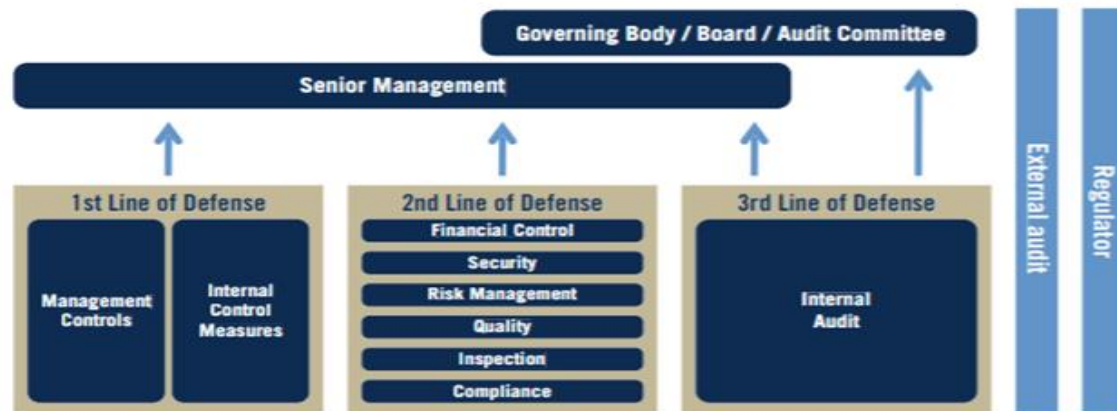 Governing Body / Board / Audit Committee
Senior Management
1st Line of Defense
Management
Controls
Internal
Control
Measures
2nd Line of Defense
Financial Control
Security
Risk Management
Quality
Inspection
Compliance
3rd Line of Defense
Internal
Audit
External audit
Regulator